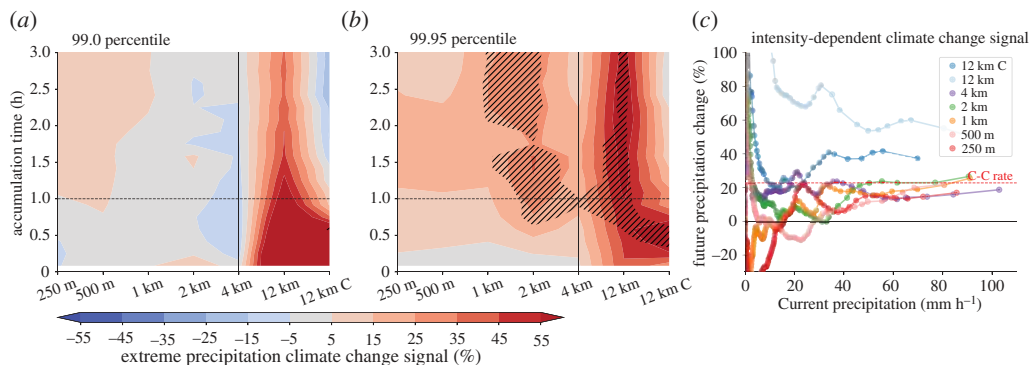 (a)
99.0 percentile
accumulation time (h)
3.0
2.5
2.0
1.5
1.0
0.5
0
250 m
500 m
1 km
2 km
4 km
12 km
12 km C
(b)
99.95 percentile
3.0
2.5
2.0
1.5
1.0
0.5
0
250 m
500 m
1 km
2 km
4 km
12 km
12 km C
−55
−45
−35
−25
−15
−5
5
15
25
35
45
55
extreme precipitation climate change signal (%)
(c)
intensity-dependent climate change signal
future precipitation change (%)
100
80
60
40
20
0
−20
12 km C
12 km
4 km
2 km
1 km
500 m
250 m
C-C rate
0
20
40
60
80
100
Current precipitation (mm h−1)